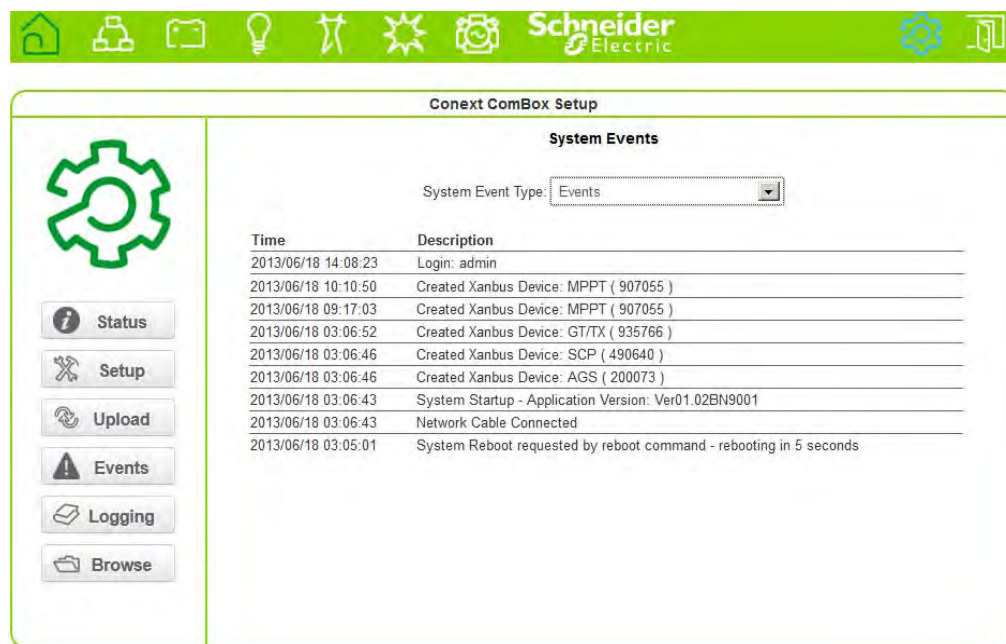 Schneider
Electric
Conext ComBox Setup
System Events
System Event Type: Events
Time Description
2013/06/18 14:08:23 Login: admin
2013/06/18 10:10:50 Created Xanbus Device: MPPT ( 907055 )
2013/06/18 09:17:03 Created Xanbus Device: MPPT ( 907055 )
2013/06/18 03:06:52 Created Xanbus Device: GT/TX ( 935766 )
2013/06/18 03:06:46 Created Xanbus Device: SCP ( 490640 )
2013/06/18 03:06:46 Created Xanbus Device: AGS ( 200073 )
2013/06/18 03:06:43 System Startup - Application Version: Ver01.02BN9001
2013/06/18 03:06:43 Network Cable Connected
2013/06/18 03:05:01 System Reboot requested by reboot command - rebooting in 5 seconds
Status
Setup
Upload
Events
Logging
Browse